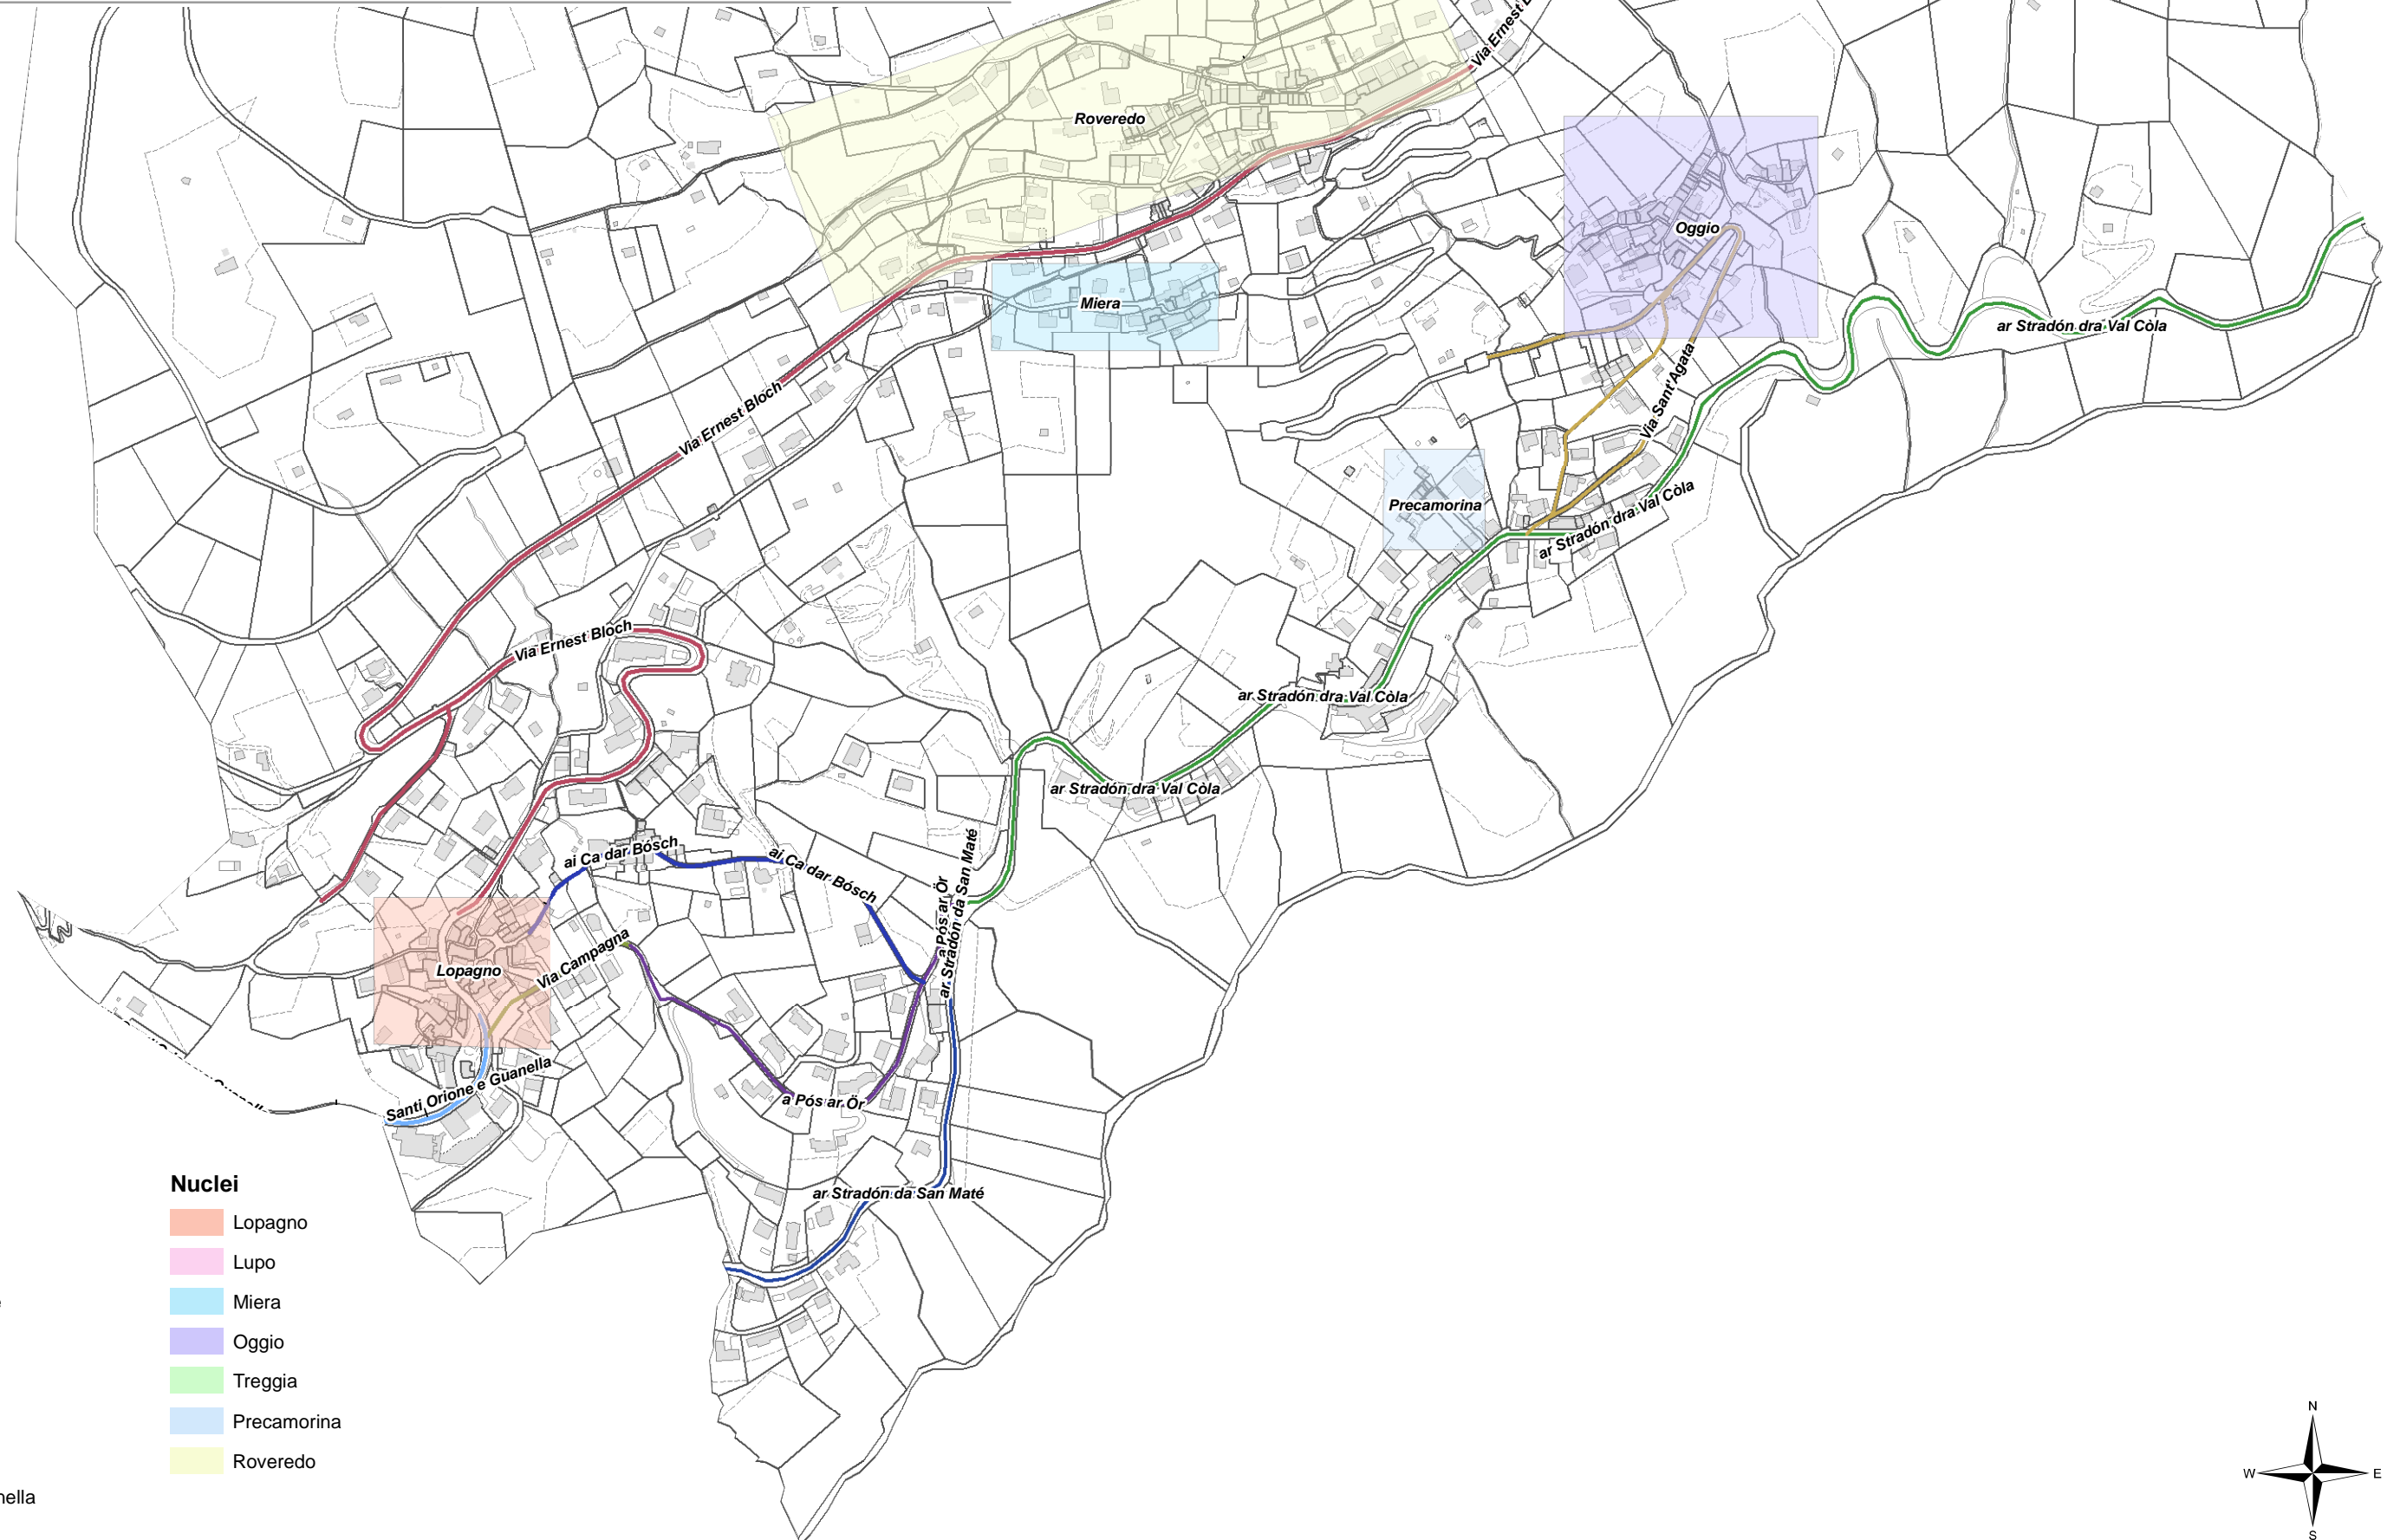 Via Ernest
Roveredo
Oggio
Miera
ar Stradón dra Val Còla
Via Ernest Bloch
Via Sant'Agata
Precamorina
ar Stradón dra Val Còla
Via Ernest Bloch
ar Stradón dra Val Còla
ar Stradón dra Val Còla
ai Ca dar Bósch
ai Ca dar Bósch
a Pós ar Ör
ar Stradón da San Maté
Via Campagna
Lopagno
Santi Orione e Guanella
a Pós ar Ör
ar Stradón da San Maté
Nuclei
Lopagno
Lupo
Miera
Oggio
Treggia
Precamorina
Roveredo
nella
N
W E
S